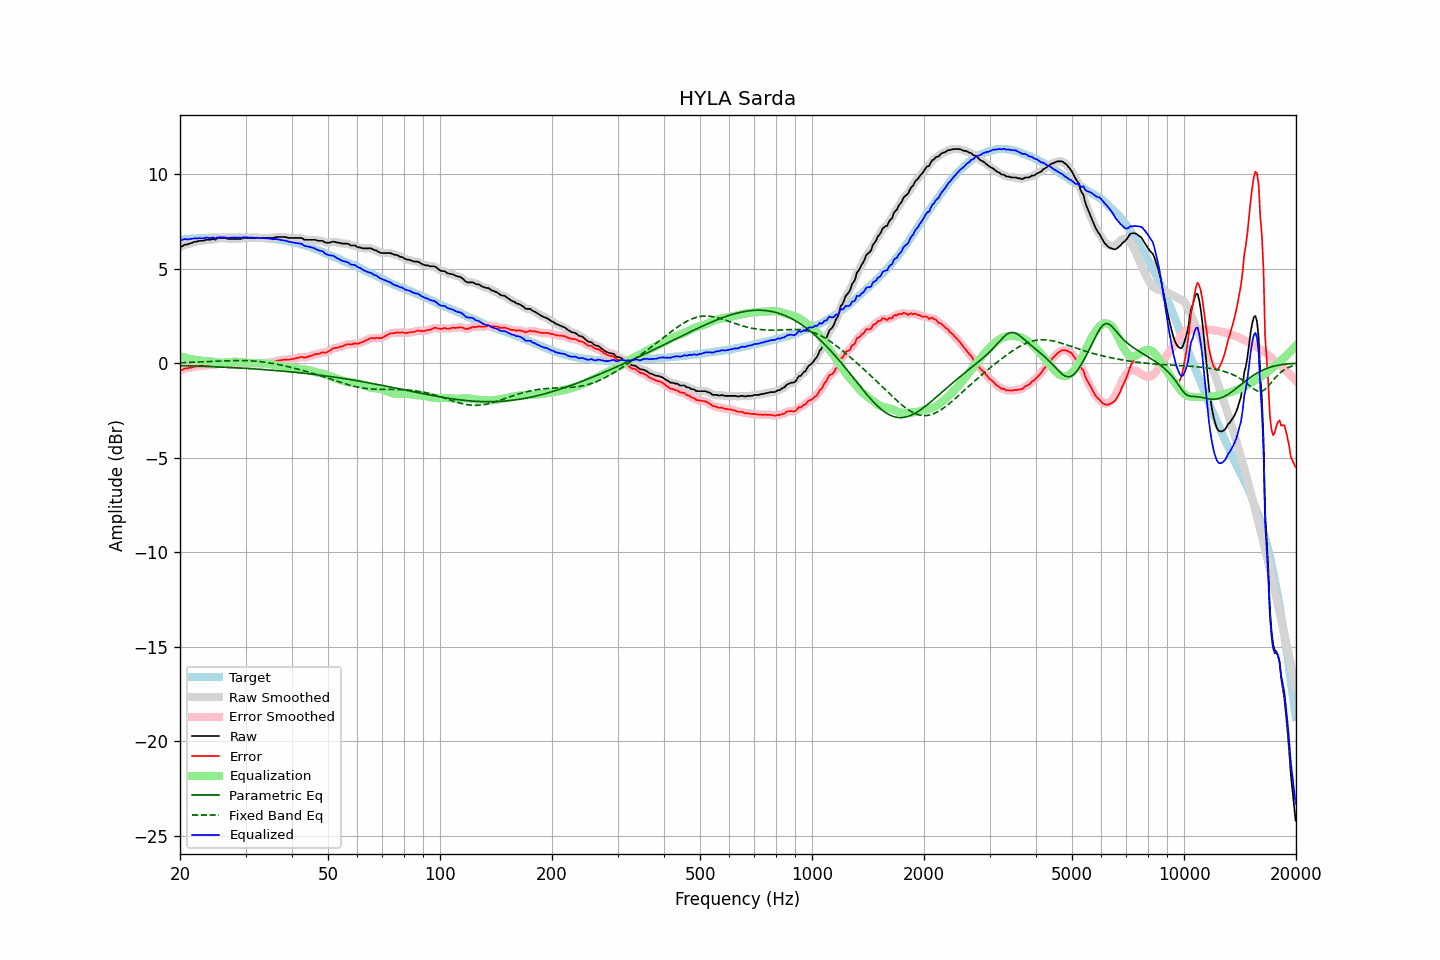 HYLA Sarda
10
5
0
−5
−10
−15
−20
−25
Amplitude (dBr)
Target
Raw Smoothed
Error Smoothed
Raw
Error
Equalization
Parametric Eq
Fixed Band Eq
Equalized
20 50 100 200 500 1000 2000 5000 10000 20000
Frequency (Hz)